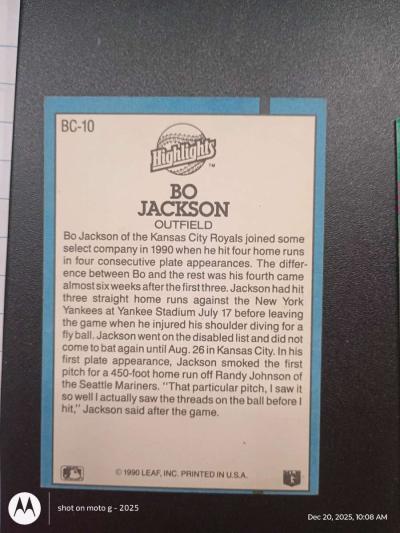 BC-10
Highlights™
BO
JACKSON
OUTFIELD
Bo Jackson of the Kansas City Royals joined some
select company in 1990 when he hit four home runs
in four consecutive plate appearances. The differ-
ence between Bo and the rest was his fourth came
almost six weeks after the first three. Jackson had hit
three straight home runs against the New York
Yankees at Yankee Stadium July 17 before leaving
the game when he injured his shoulder diving for a
fly ball. Jackson went on the disabled list and did not
come to bat again until Aug. 26 in Kansas City. In his
first plate appearance, Jackson smoked the first
pitch for a 450-foot home run off Randy Johnson of
the Seattle Mariners. "That particular pitch, I saw it
so well I actually saw the threads on the ball before I
hit," Jackson said after the game.
© 1990 LEAF, INC. PRINTED IN U.S.A.
shot on moto g - 2025
Dec 20, 2025, 10:08 AM